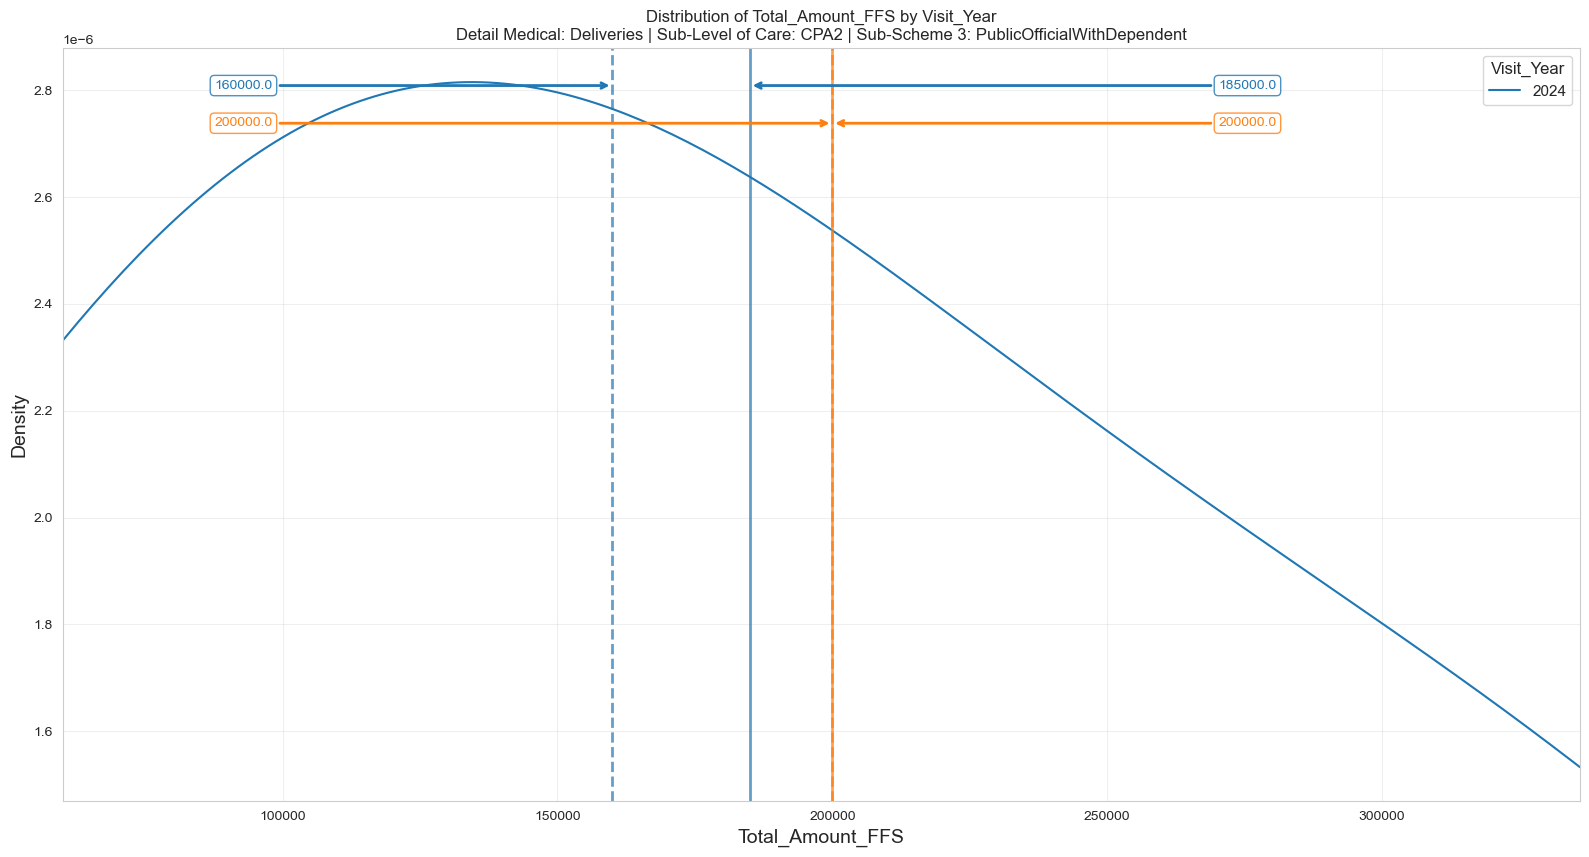 Distribution of Total_Amount_FFS by Visit_Year
Detail Medical: Deliveries | Sub-Level of Care: CPA2 | Sub-Scheme 3: PublicOfficialWithDependent
1e−6
Visit_Year
2024
160000.0
185000.0
200000.0
200000.0
2.8
2.6
2.4
2.2
2.0
1.8
1.6
Density
100000
150000
200000
250000
300000
Total_Amount_FFS